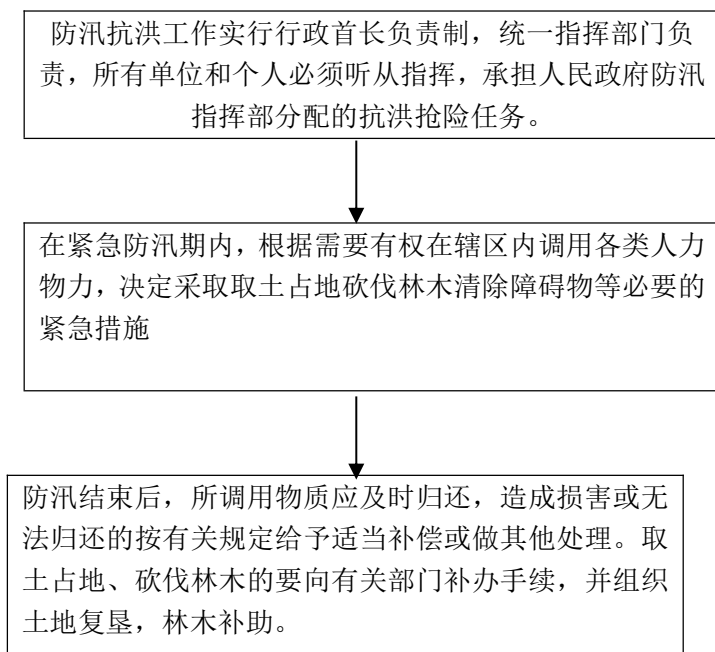 防汛抗洪工作实行行政首长负责制，统一指挥部门负
责，所有单位和个人必须听从指挥，承担人民政府防汛
指挥部分配的抗洪抢险任务。
在紧急防汛期内，根据需要有权在辖区内调用各类人力
物力，决定采取取土占地砍伐林木清除障碍物等必要的
紧急措施
防汛结束后，所调用物质应及时归还，造成损害或无
法归还的按有关规定给予适当补偿或做其他处理。取
土占地、砍伐林木的要向有关部门补办手续，并组织
土地复垦，林木补助。